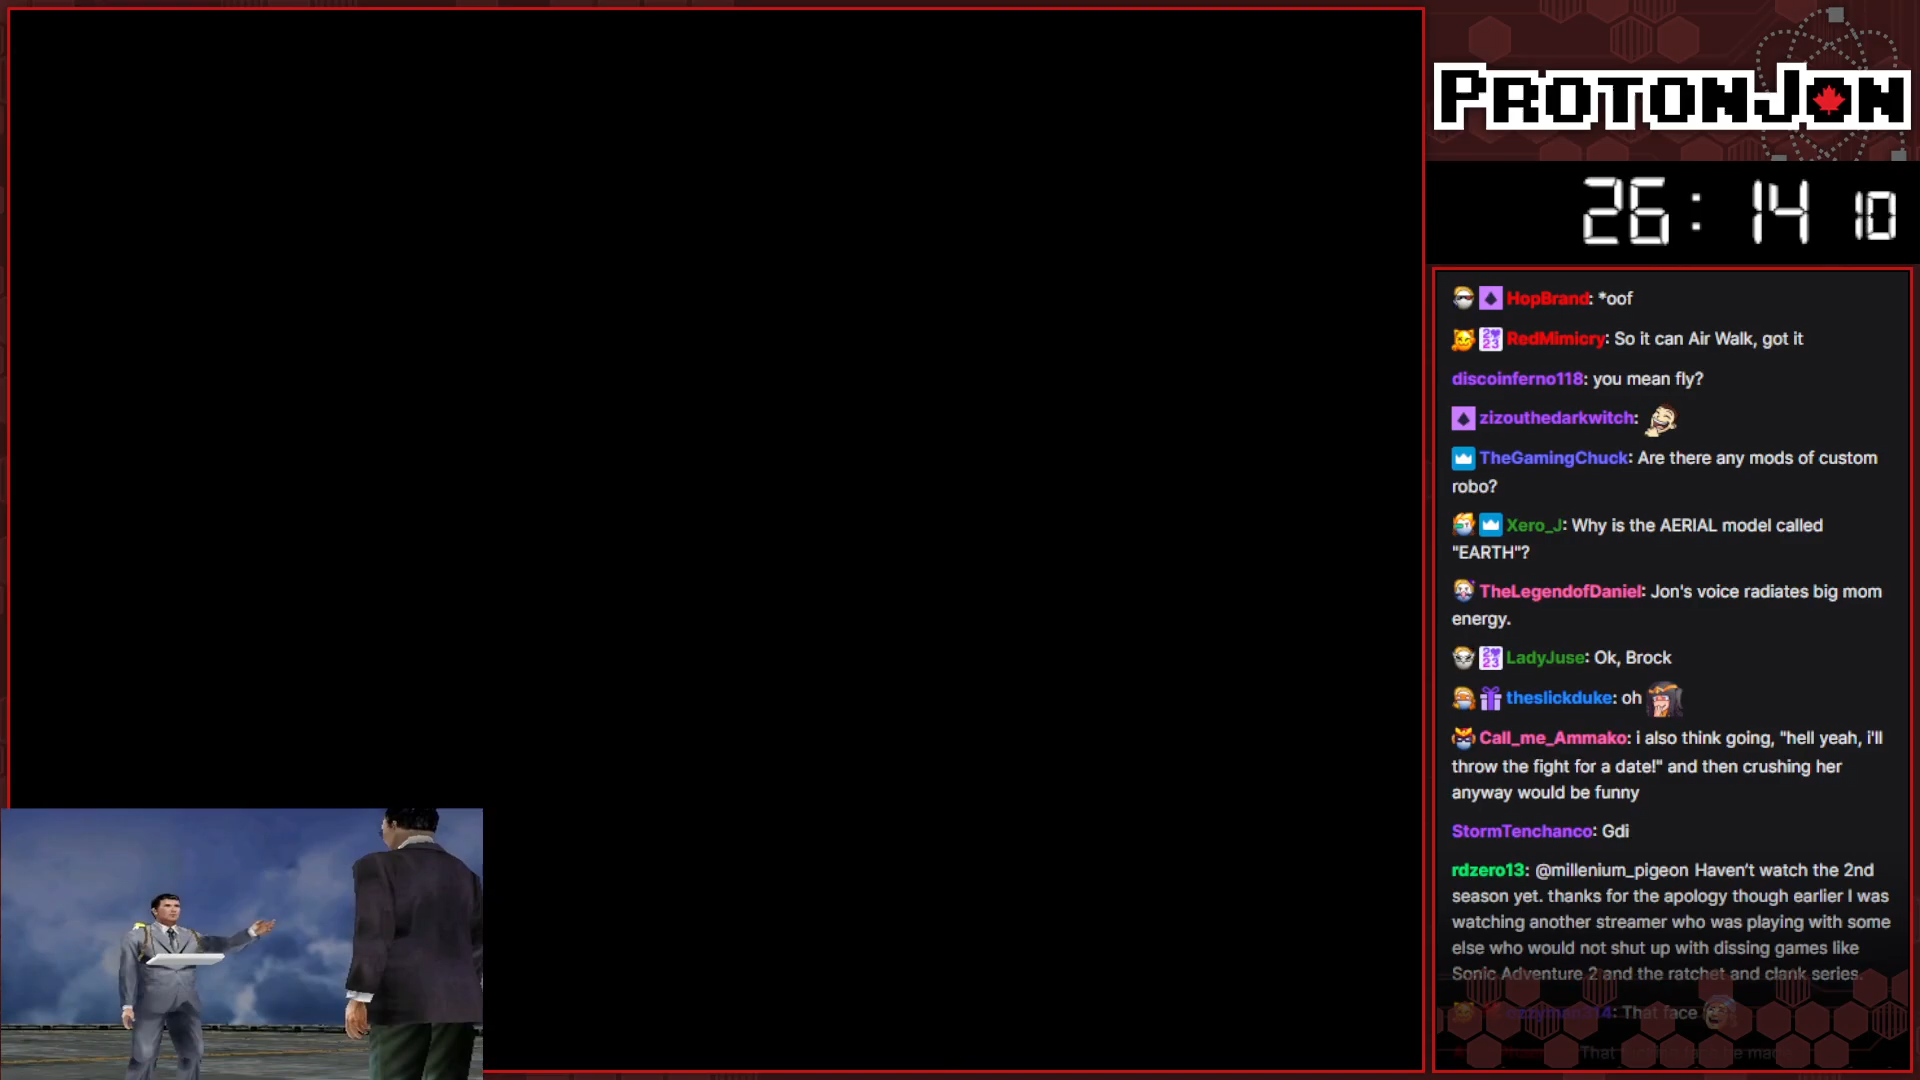 PROTONJON
26:14 10
HopBrand: *oof
RedMimicry: So it can Air Walk, got it
discoinferno118: you mean fly?
zizouthedarkwitch:
TheGamingChuck: Are there any mods of custom
robo?
Xero_J: Why is the AERIAL model called
"EARTH"?
TheLegendofDaniel: Jon's voice radiates big mom
energy.
LadyJuse: Ok, Brock
theslickduke: oh
Call_me_Ammako: i also think going, "hell yeah, i'll
throw the fight for a date!" and then crushing her
anyway would be funny
StormTenchanco: Gdi
rdzero13: @millenium_pigeon Haven't watch the 2nd
season yet. thanks for the apology though earlier I was
watching another streamer who was playing with some
else who would not shut up with dissing games like
Sonic Adventure 2 and the ratchet and clank series.
That face
That